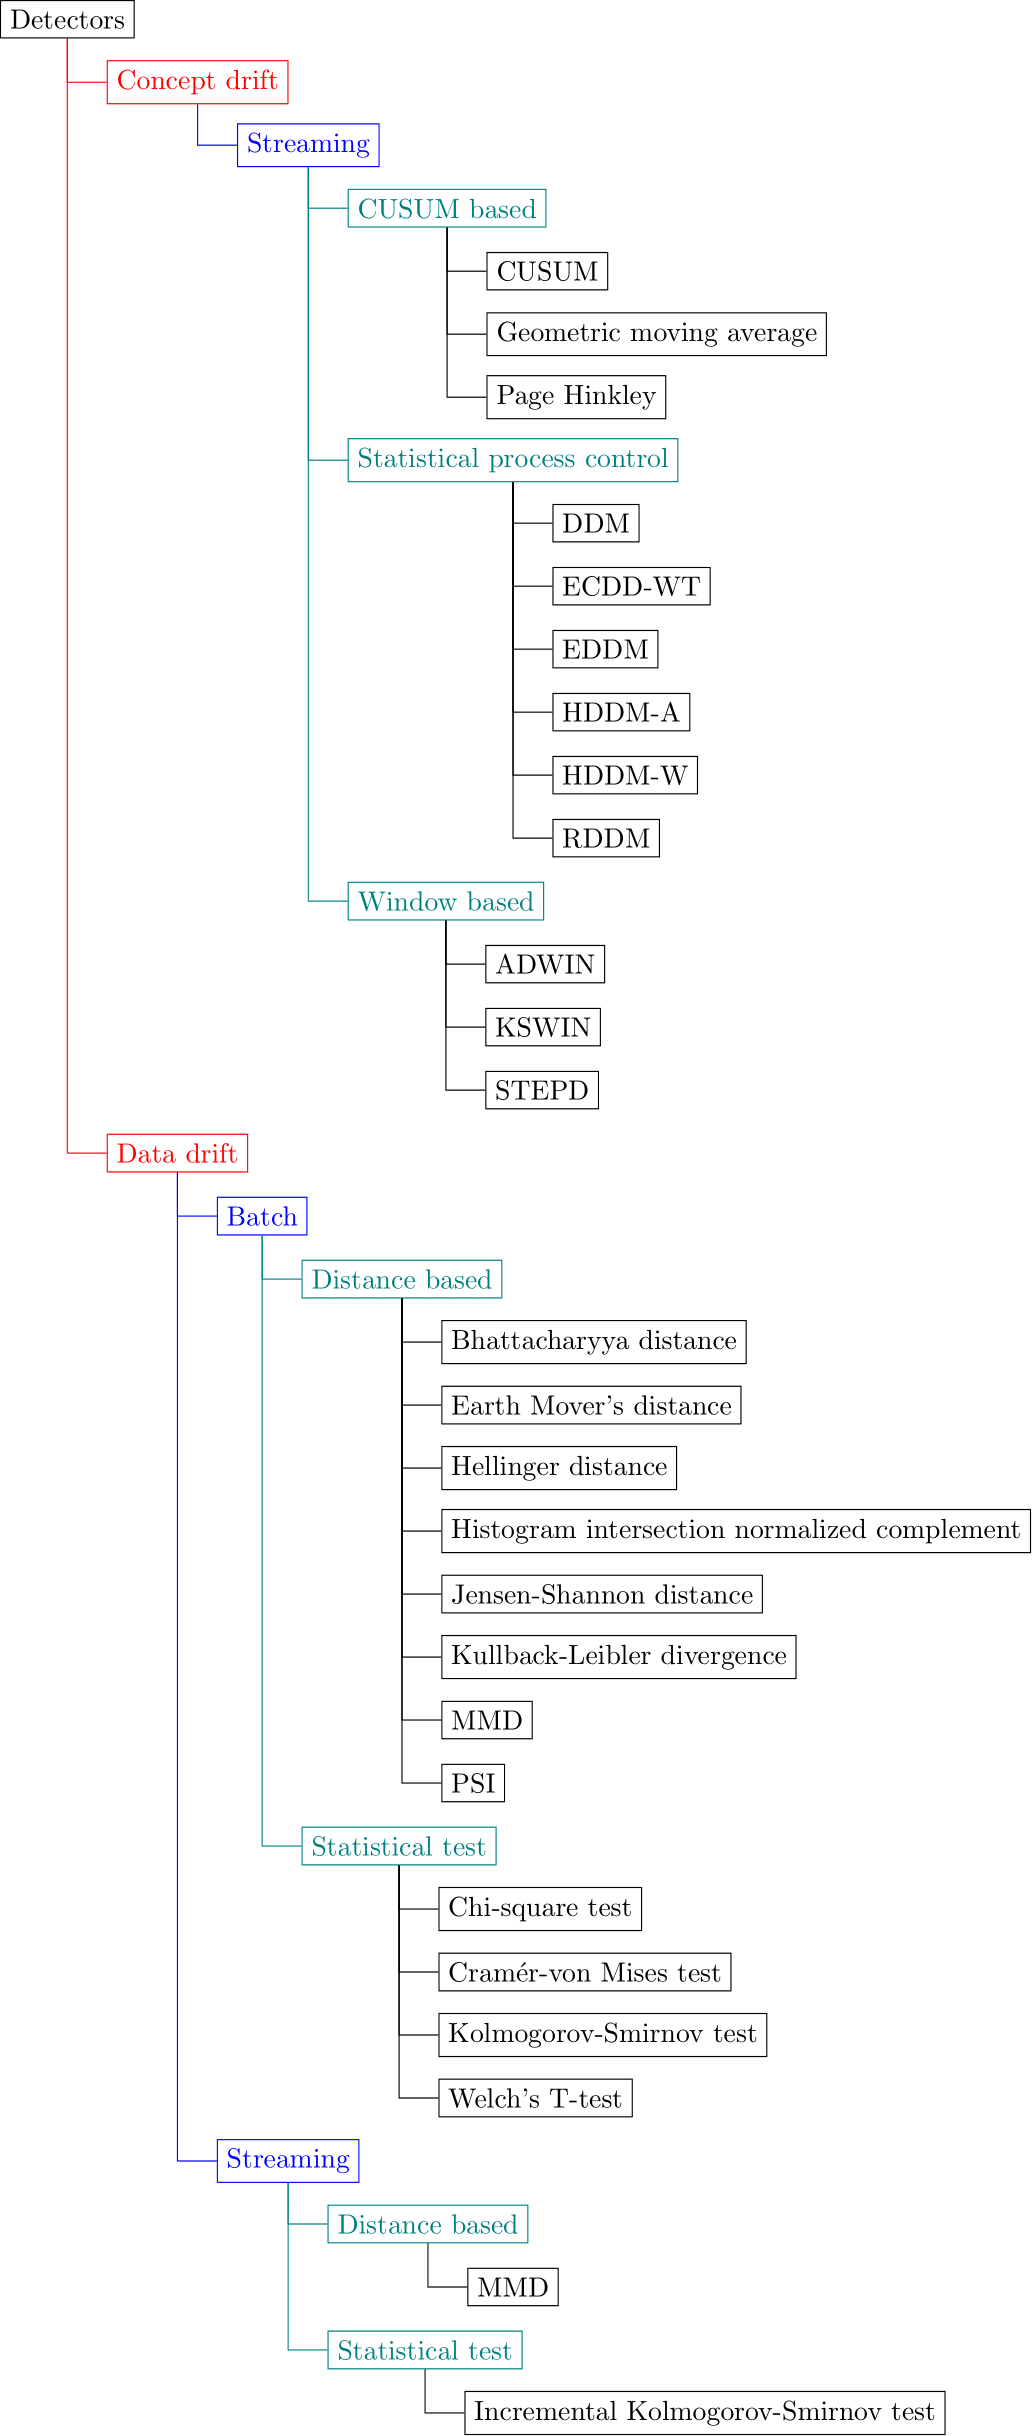 Detectors
Concept drift
Streaming
CUSUM based
CUSUM
Geometric moving average
Page Hinkley
Statistical process control
DDM
ECDD-WT
EDDM
HDDM-A
HDDM-W
RDDM
Window based
ADWIN
KSWIN
STEPD
Data drift
Batch
Distance based
Bhattacharyya distance
Earth Mover's distance
Hellinger distance
Histogram intersection normalized complement
Jensen-Shannon distance
Kullback-Leibler divergence
MMD
PSI
Statistical test
Chi-square test
Cramér-von Mises test
Kolmogorov-Smirnov test
Welch's T-test
Streaming
Distance based
MMD
Statistical test
Incremental Kolmogorov-Smirnov test